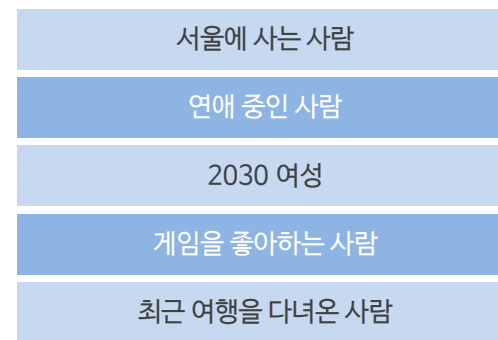 서울에 사는 사람
연애 중인 사람
2030 여성
게임을 좋아하는 사람
최근 여행을 다녀온 사람